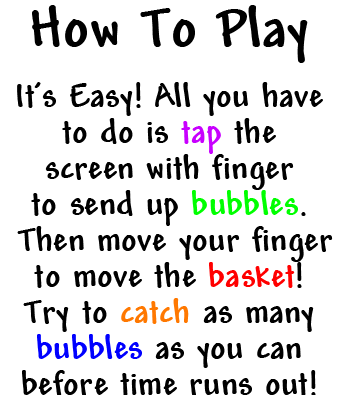 How To Play
It's Easy! All you have
to do is tap the
screen with finger
to send up bubbles.
Then move your finger
to move the basket!
Try to catch as many
bubbles as you can
before time runs out!